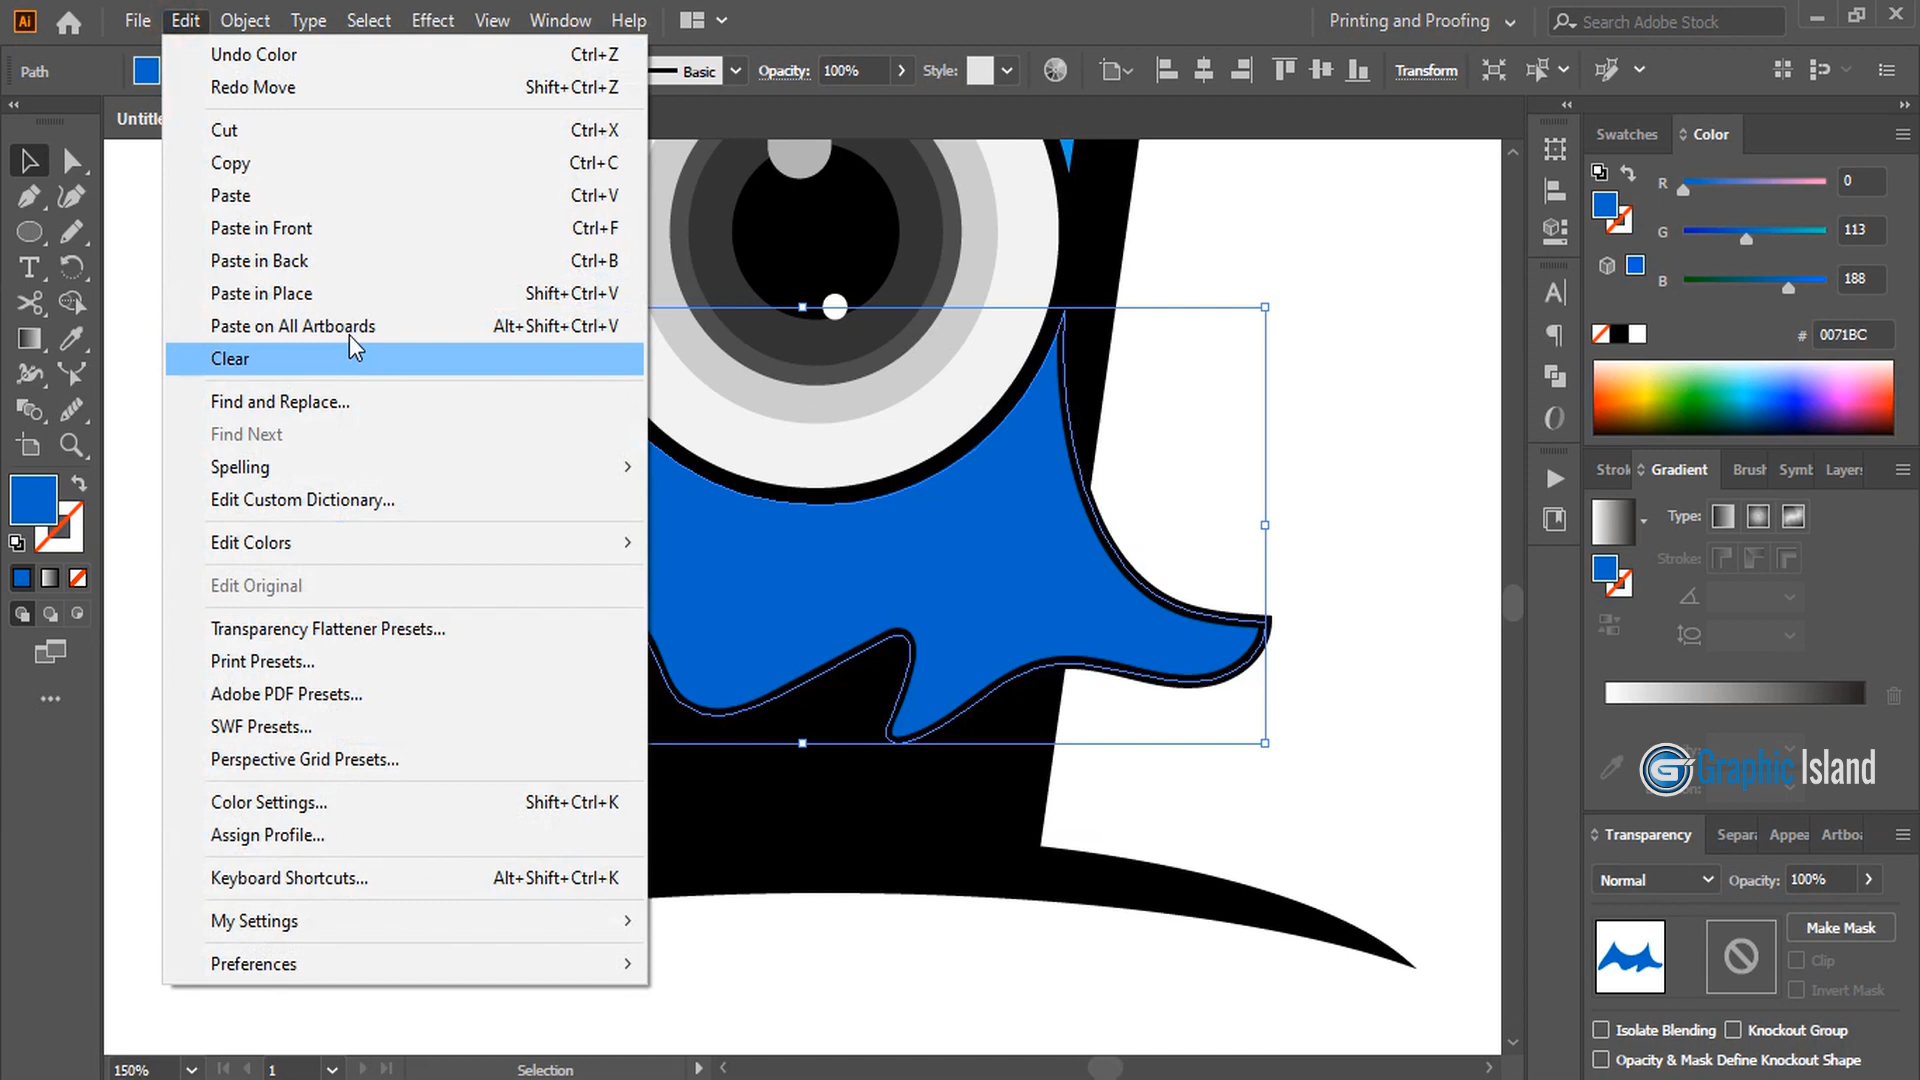 Ai File Edit Object Type Select Effect View Window Help Printing and Proofing Search Adobe Stock
Path Basic Opacity: 100% Style: Transform
Untitle
Undo Color Ctrl+Z
Redo Move Shift+Ctrl+Z
Cut Ctrl+X
Copy Ctrl+C
Paste Ctrl+V
Paste in Front Ctrl+F
Paste in Back Ctrl+B
Paste in Place Shift+Ctrl+V
Paste on All Artboards Alt+Shift+Ctrl+V
Clear
Find and Replace...
Find Next
Spelling
Edit Custom Dictionary...
Edit Colors
Edit Original
Transparency Flattener Presets...
Print Presets...
Adobe PDF Presets...
SWF Presets...
Perspective Grid Presets...
Color Settings... Shift+Ctrl+K
Assign Profile...
Keyboard Shortcuts... Alt+Shift+Ctrl+K
My Settings
Preferences
Swatches Color
R 0
G 113
B 188
# 0071BC
Strok Gradient Brush Symt Layers
Type:
Stroke:
Graphic Island
Transparency Separ Appea Artboa
Normal Opacity: 100%
Make Mask
Clip
Invert Mask
Isolate Blending Knockout Group
Opacity & Mask Define Knockout Shape
150% 1 Selection